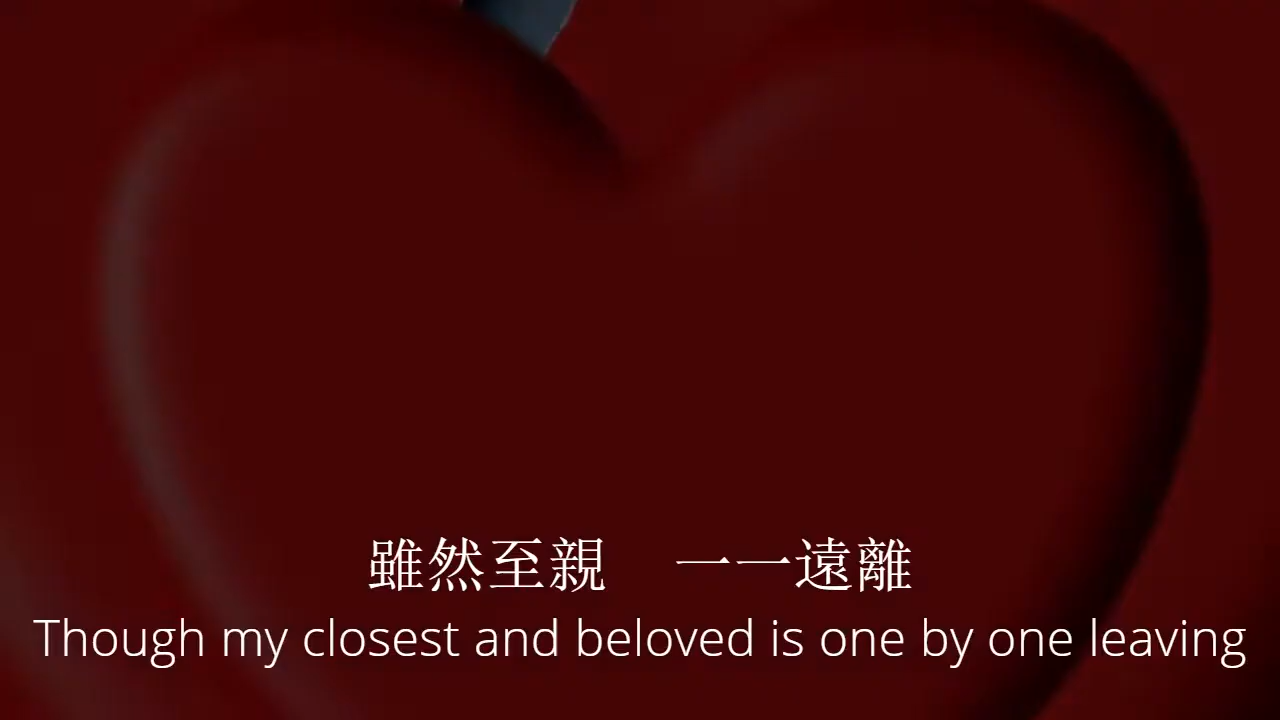 雖然至親　一一遠離
Though my closest and beloved is one by one leaving